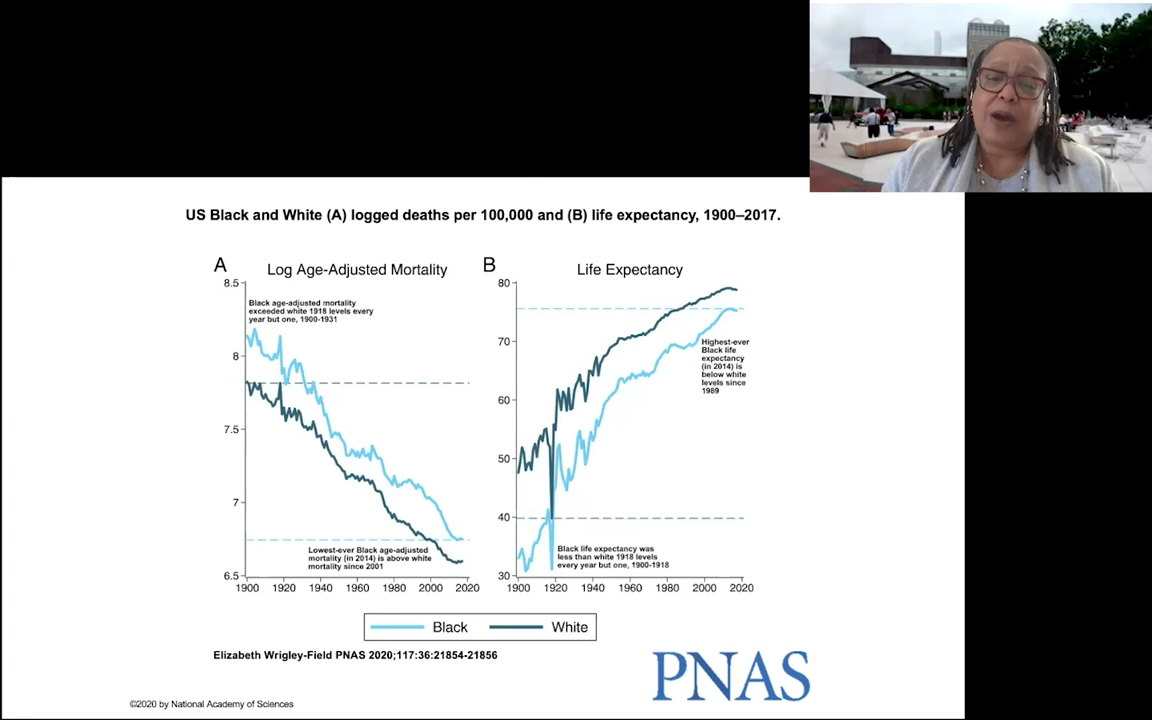 US Black and White (A) logged deaths per 100,000 and (B) life expectancy, 1900–2017.
A
Log Age-Adjusted Mortality
8.5
8
7.5
7
6.5
Black age-adjusted mortality
exceeded white 1918 levels every
year but one, 1900-1931
Lowest-ever Black age-adjusted
mortality (in 2014) is above white
mortality since 2001
1900 1920 1940 1960 1980 2000 2020
B
Life Expectancy
80
70
60
50
40
30
Highest-ever
Black life
expectancy
(in 2014) is
below white
levels since
1989
Black life expectancy was
less than white 1918 levels
every year but one, 1900-1918
1900 1920 1940 1960 1980 2000 2020
Black White
Elizabeth Wrigley-Field PNAS 2020;117:36:21854-21856
PNAS
©2020 by National Academy of Sciences